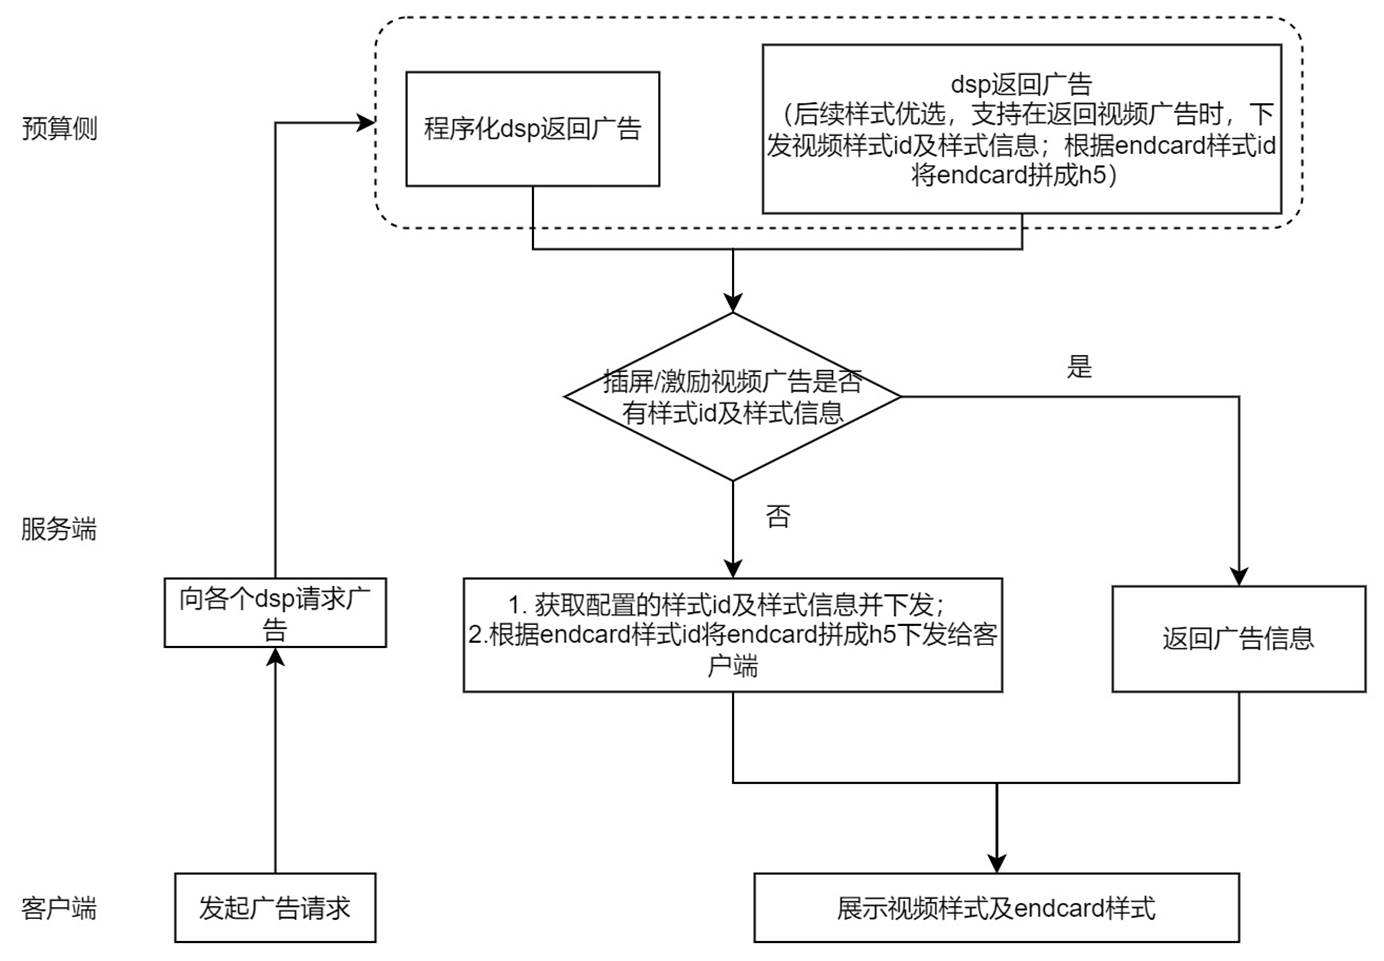 预算侧
程序化dsp返回广告
dsp返回广告
（后续样式优选，支持在返回视频广告时，下
发视频样式id及样式信息；根据endcard样式id
将endcard拼成h5）
插屏/激励视频广告是否
有样式id及样式信息
是
否
服务端
向各个dsp请求广
告
1. 获取配置的样式id及样式信息并下发；
2.根据endcard样式id将endcard拼成h5下发给客
户端
返回广告信息
客户端
发起广告请求
展示视频样式及endcard样式